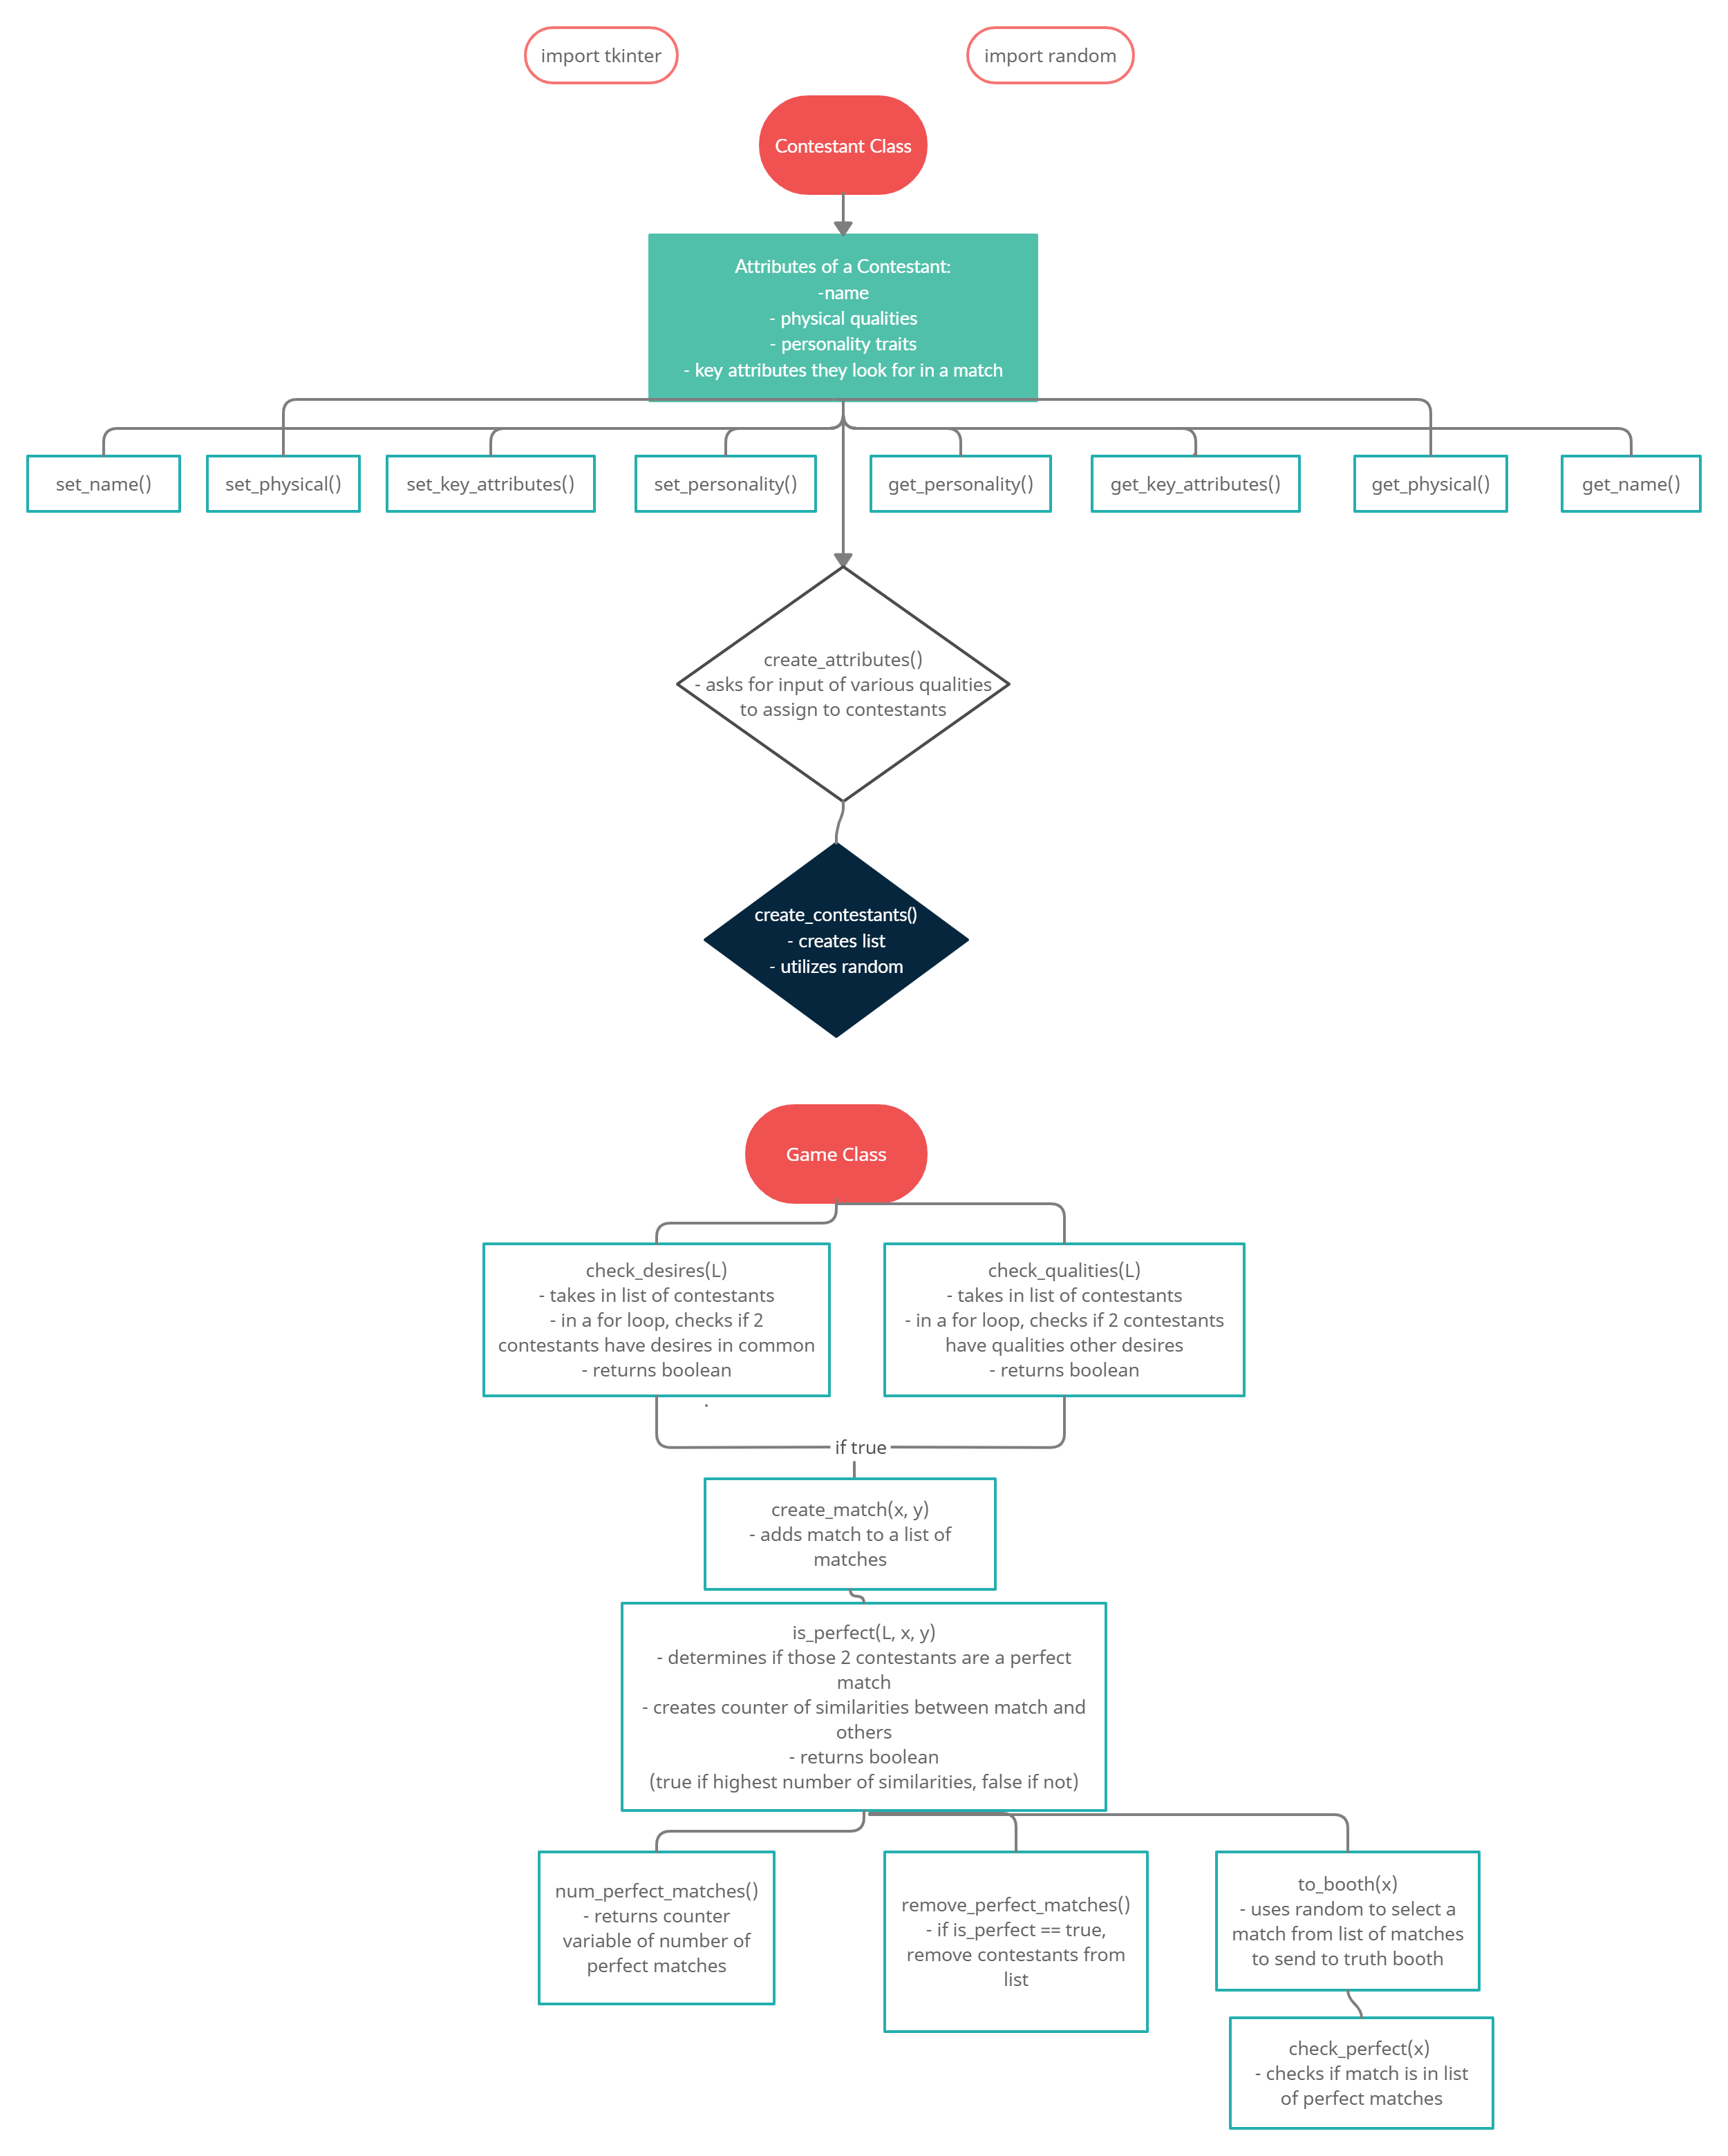 import tkinter
import random
Contestant Class
Attributes of a Contestant:
-name
- physical qualities
- personality traits
- key attributes they look for in a match
set_name()
set_physical()
set_key_attributes()
set_personality()
get_personality()
get_key_attributes()
get_physical()
get_name()
create_attributes()
- asks for input of various qualities
to assign to contestants
create_contestants()
- creates list
- utilizes random
Game Class
check_desires(L)
- takes in list of contestants
- in a for loop, checks if 2
contestants have desires in common
- returns boolean
check_qualities(L)
- takes in list of contestants
- in a for loop, checks if 2 contestants
have qualities other desires
- returns boolean
.
if true
create_match(x, y)
- adds match to a list of
matches
is_perfect(L, x, y)
- determines if those 2 contestants are a perfect
match
- creates counter of similarities between match and
others
- returns boolean
(true if highest number of similarities, false if not)
num_perfect_matches()
- returns counter
variable of number of
perfect matches
remove_perfect_matches()
- if is_perfect == true,
remove contestants from
list
to_booth(x)
- uses random to select a
match from list of matches
to send to truth booth
check_perfect(x)
- checks if match is in list
of perfect matches